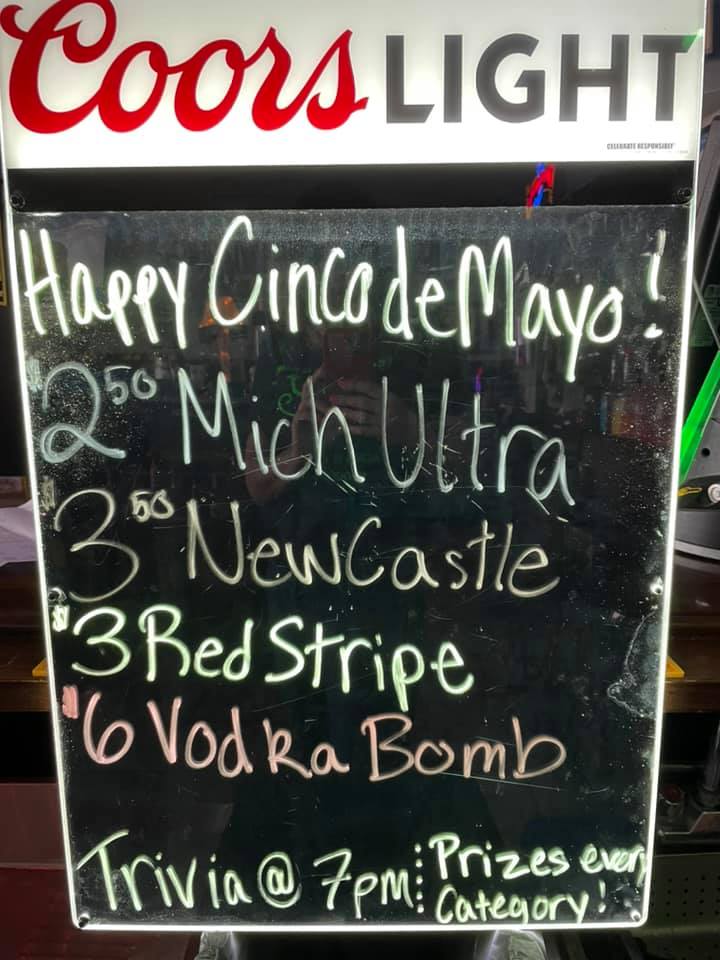 Coors LIGHT
CELEBRATE RESPONSIBLY
Happy Cinco de Mayo!
$2.50 Mich Ultra
$3.50 NewCastle
$3 Red Stripe
$6 Vodka Bomb
Trivia @ 7pm: Prizes every
Category!